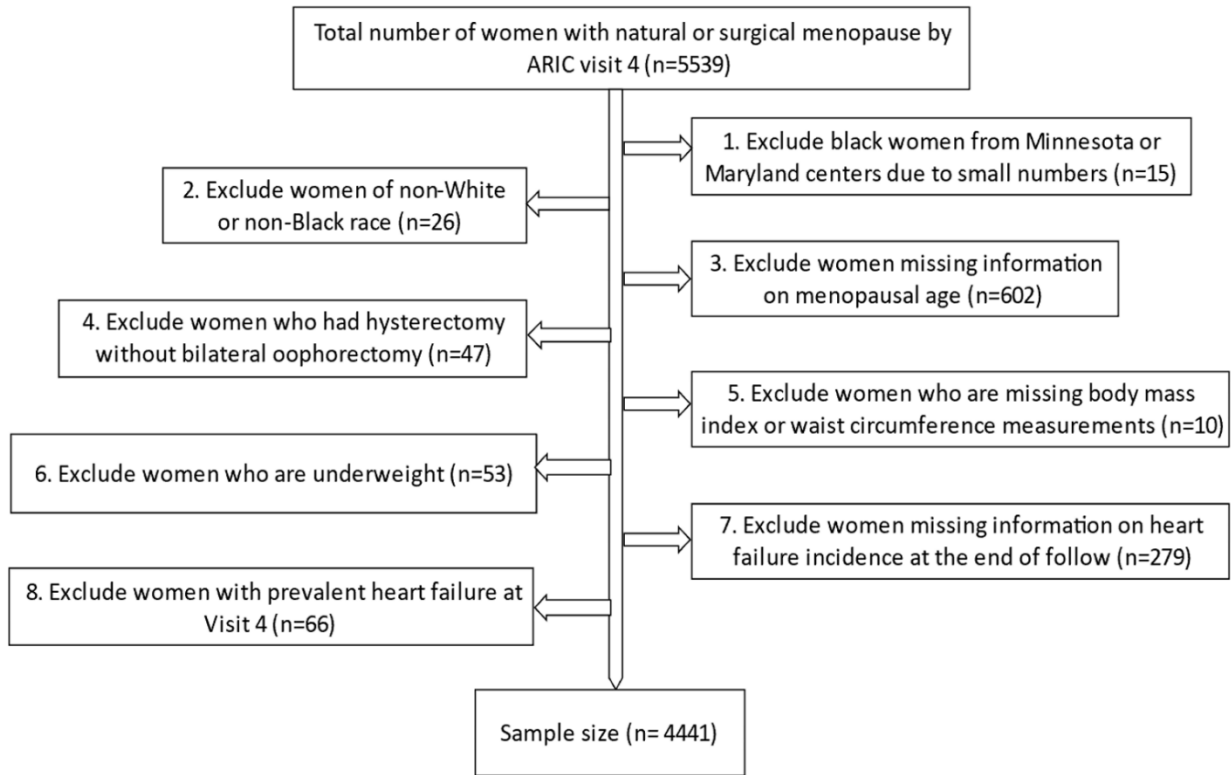 Total number of women with natural or surgical menopause by
ARIC visit 4 (n=5539)
1. Exclude black women from Minnesota or
Maryland centers due to small numbers (n=15)
2. Exclude women of non-White
or non-Black race (n=26)
3. Exclude women missing information
on menopausal age (n=602)
4. Exclude women who had hysterectomy
without bilateral oophorectomy (n=47)
5. Exclude women who are missing body mass
index or waist circumference measurements (n=10)
6. Exclude women who are underweight (n=53)
7. Exclude women missing information on heart
failure incidence at the end of follow (n=279)
8. Exclude women with prevalent heart failure at
Visit 4 (n=66)
Sample size (n= 4441)